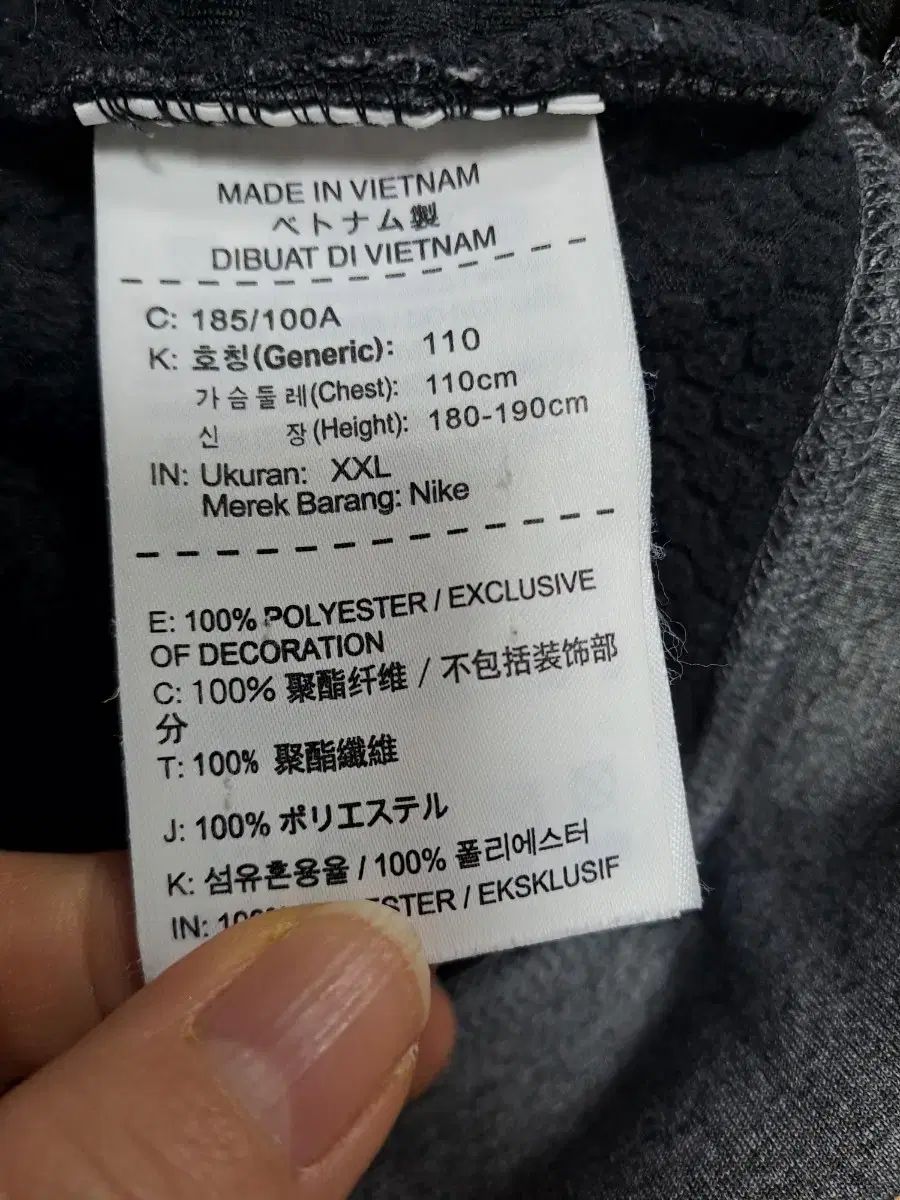 MADE IN VIETNAM
ベトナム製
DIBUAT DI VIETNAM
C: 185/100A
K: 호칭(Generic): 110
가슴둘레(Chest): 110cm
신 장(Height): 180-190cm
IN: Ukuran: XXL
Merek Barang: Nike
E: 100% POLYESTER / EXCLUSIVE
OF DECORATION
C: 100% 聚酯纤维 / 不包括装饰部
分
T: 100% 聚酯纖維
J: 100% ポリエステル
K: 섬유혼용율 / 100% 폴리에스터
IN: / EKSKLUSIF